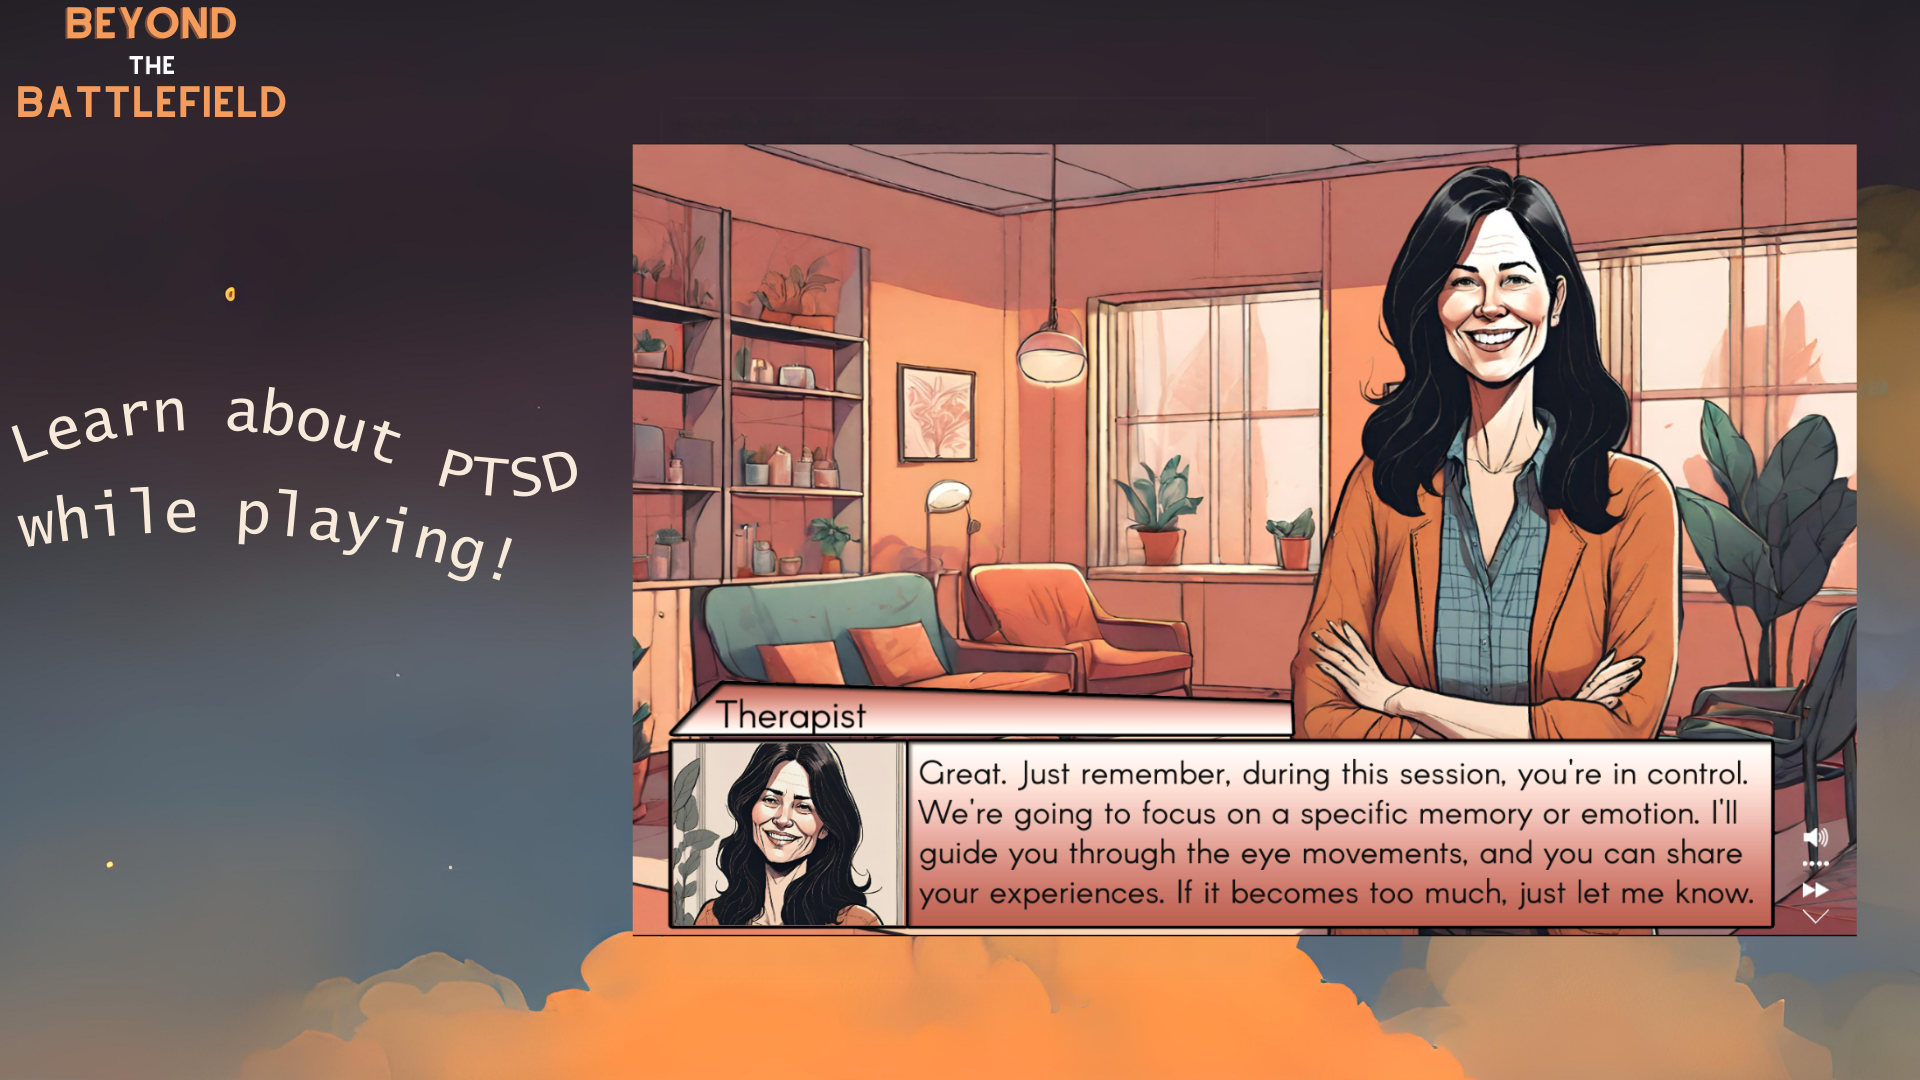 BEYOND
THE
BATTLEFIELD
Learn about PTSD
while playing!
Therapist
Great. Just remember, during this session, you're in control.
We're going to focus on a specific memory or emotion. I'll
guide you through the eye movements, and you can share
your experiences. If it becomes too much, just let me know.